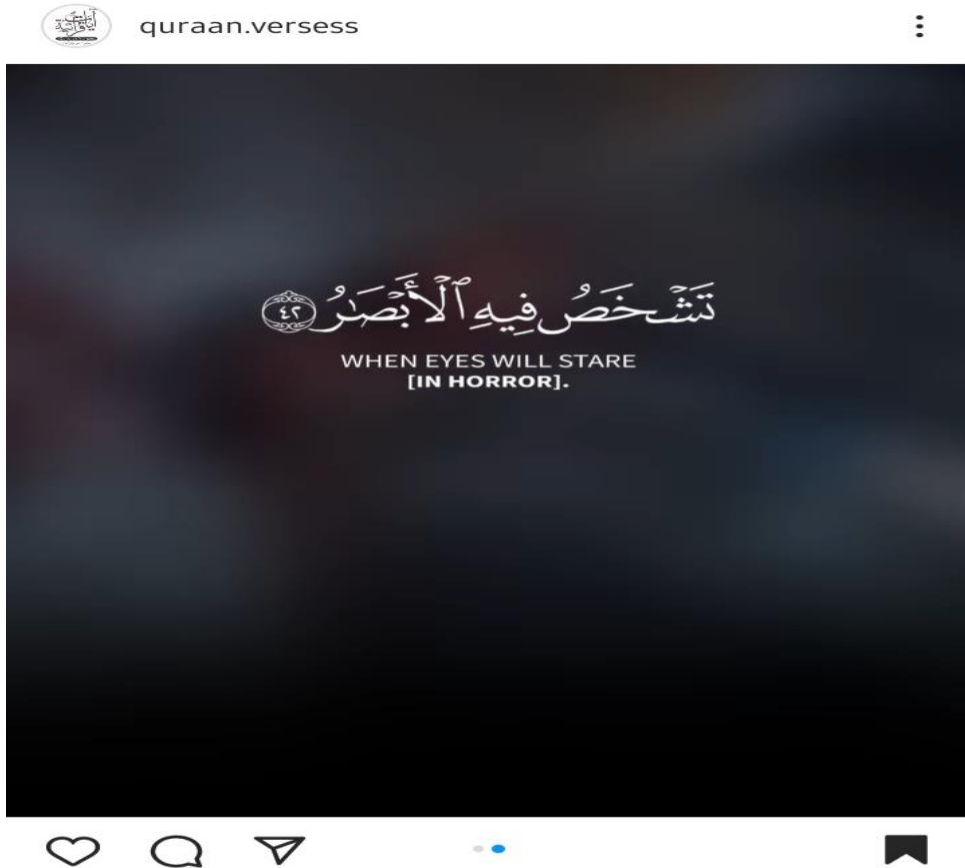 quraan.versess
تَشْخَصُ فِيهِ ٱلْأَبْصَـٰرُ ٤٢
WHEN EYES WILL STARE
[IN HORROR].